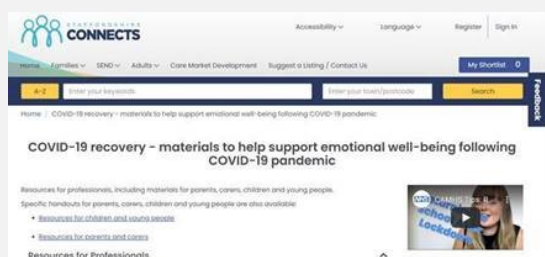 STAFFORDSHIRE
CONNECTS
Accessibility
Language
Register
Sign In
Home
Families
SEND
Adults
Care Market Development
Suggest a Listing / Contact Us
My Shortlist 0
A-Z
Enter your keywords
Enter your town/postcode
Search
Feedback
Home / COVID-19 recovery - materials to help support emotional well-being following COVID-19 pandemic
COVID-19 recovery - materials to help support emotional well-being following
COVID-19 pandemic
Resources for professionals, including materials for parents, carers, children and young people.
Specific handouts for parents, carers, children and young people are also available:
• Resources for children and young people
• Resources for parents and carers
Resources for Professionals
NHS
CAMHS Tips: R
School
Lockdow